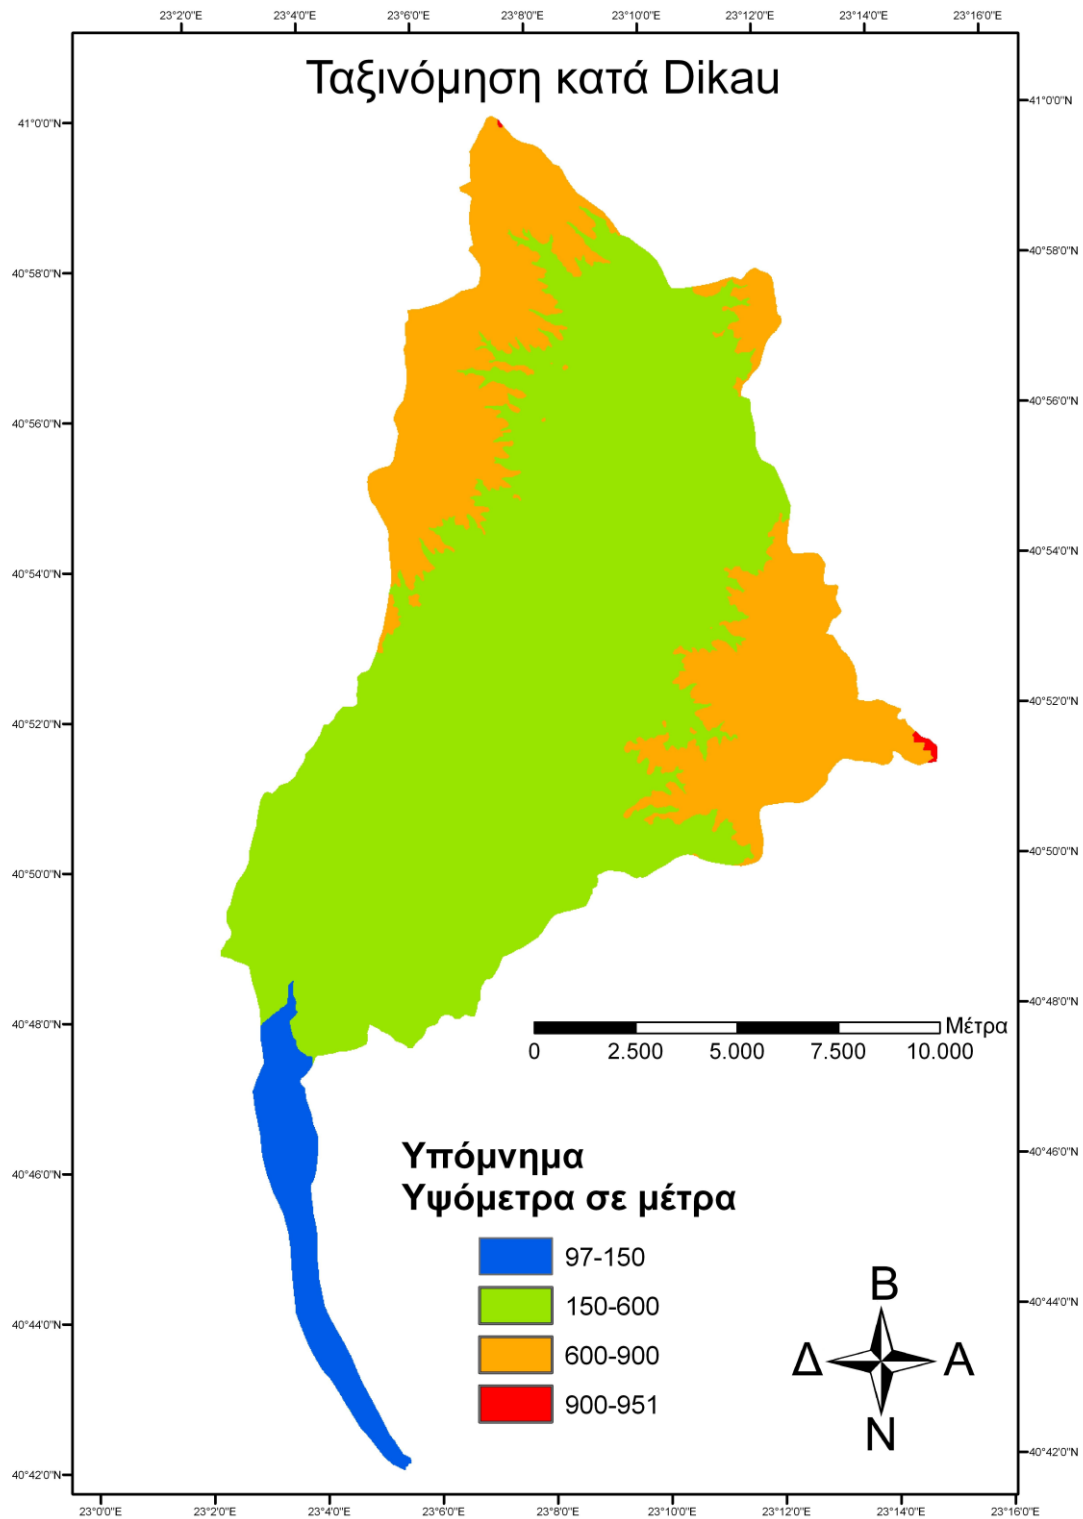 23°2'0"E 23°4'0"E 23°6'0"E 23°8'0"E 23°10'0"E 23°12'0"E 23°14'0"E 23°16'0"E
Ταξινόμηση κατά Dikau
41°0'0"N 41°0'0"N
40°58'0"N 40°58'0"N
40°56'0"N 40°56'0"N
40°54'0"N 40°54'0"N
40°52'0"N 40°52'0"N
40°50'0"N 40°50'0"N
40°48'0"N 40°48'0"N
Μέτρα
0 2.500 5.000 7.500 10.000
40°46'0"N 40°46'0"N
Υπόμνημα
Υψόμετρα σε μέτρα
97-150
150-600
600-900
900-951
Β
Δ Α
Ν
40°44'0"N 40°44'0"N
40°42'0"N 40°42'0"N
23°0'0"E 23°2'0"E 23°4'0"E 23°6'0"E 23°8'0"E 23°10'0"E 23°12'0"E 23°14'0"E 23°16'0"E